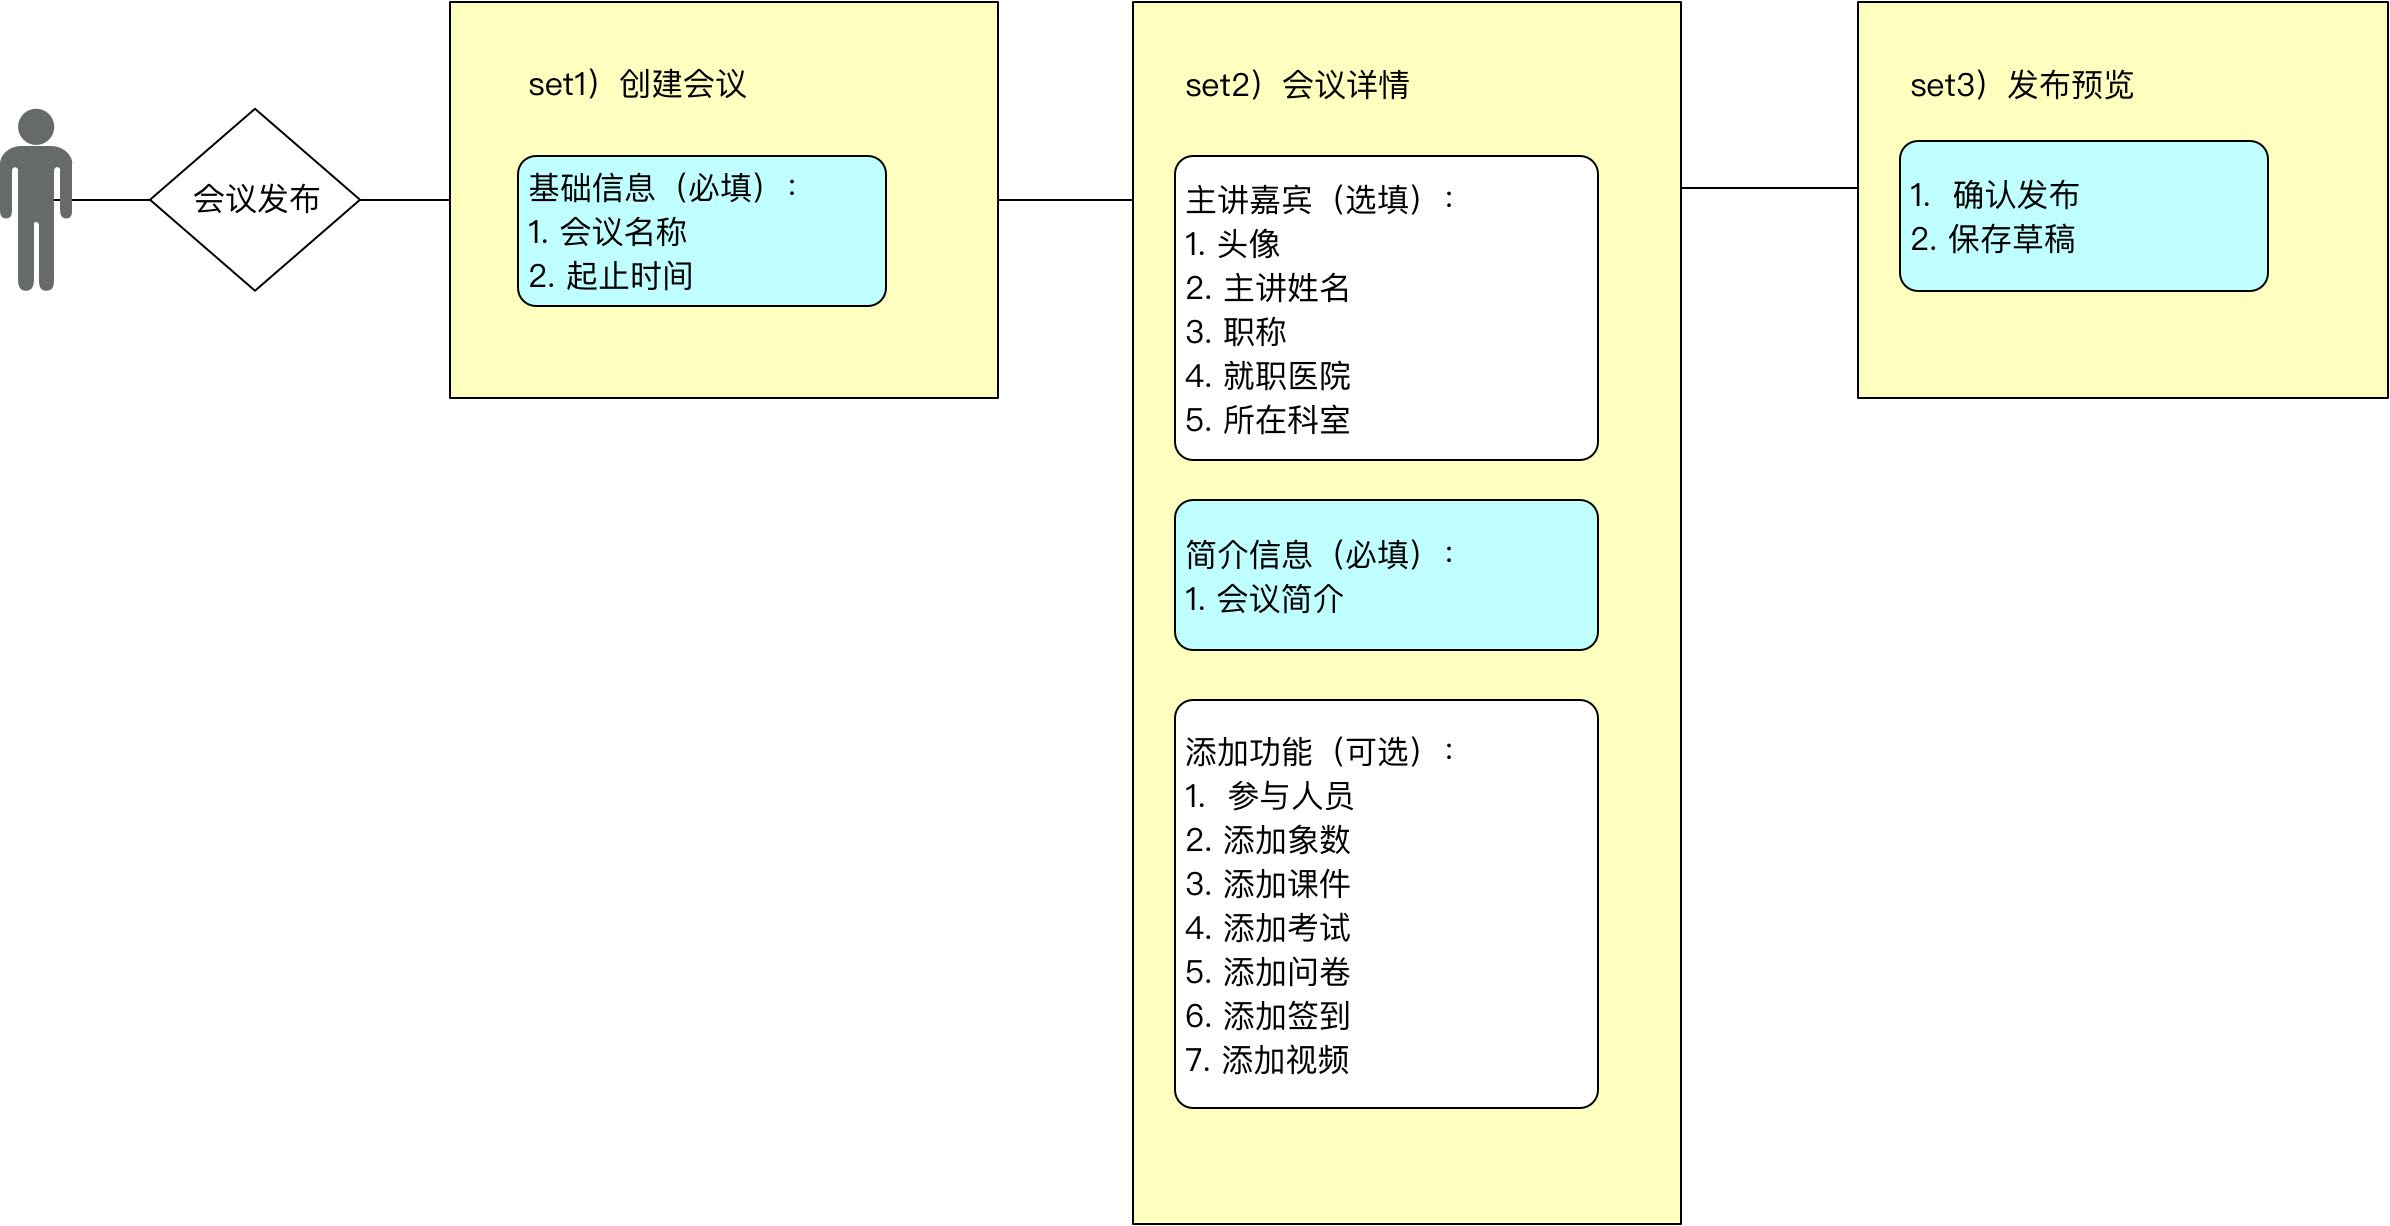 会议发布
set1）创建会议
基础信息（必填）：
1. 会议名称
2. 起止时间
set2）会议详情
主讲嘉宾（选填）：
1. 头像
2. 主讲姓名
3. 职称
4. 就职医院
5. 所在科室
简介信息（必填）：
1. 会议简介
添加功能（可选）：
1.  参与人员
2. 添加象数
3. 添加课件
4. 添加考试
5. 添加问卷
6. 添加签到
7. 添加视频
set3）发布预览
1.  确认发布
2. 保存草稿